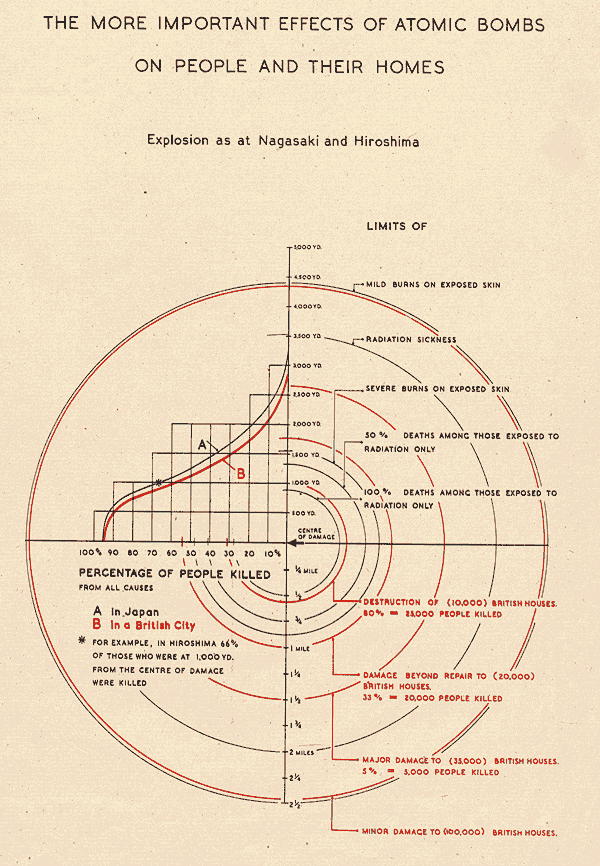 THE MORE IMPORTANT EFFECTS OF ATOMIC BOMBS
ON PEOPLE AND THEIR HOMES
Explosion as at Nagasaki and Hiroshima
LIMITS OF
5,000 YD.
4,500 YD.
MILD BURNS ON EXPOSED SKIN
4,000 YD.
3,500 YD.
RADIATION SICKNESS
3,000 YD.
SEVERE BURNS ON EXPOSED SKIN
2,500 YD.
2,000 YD.
A
50 % DEATHS AMONG THOSE EXPOSED TO
RADIATION ONLY
1,500 YD.
B
1,000 YD.
100 % DEATHS AMONG THOSE EXPOSED TO
RADIATION ONLY
500 YD.
CENTRE
OF DAMAGE
100% 90 80 70 60 50 40 30 20 10%
¼ MILE
PERCENTAGE OF PEOPLE KILLED
FROM ALL CAUSES
½
A In Japan
B In a British City
¾
DESTRUCTION OF (10,000) BRITISH HOUSES.
80% = 25,000 PEOPLE KILLED
* FOR EXAMPLE, IN HIROSHIMA 66%
OF THOSE WHO WERE AT 1,000 YD.
FROM THE CENTRE OF DAMAGE
WERE KILLED
1 MILE
1 ¼
DAMAGE BEYOND REPAIR TO (20,000)
BRITISH HOUSES.
33 % = 20,000 PEOPLE KILLED
1 ½
1 ¾
2 MILES
MAJOR DAMAGE TO (35,000) BRITISH HOUSES.
5 % = 5,000 PEOPLE KILLED
2 ¼
2 ½
MINOR DAMAGE TO (100,000) BRITISH HOUSES.